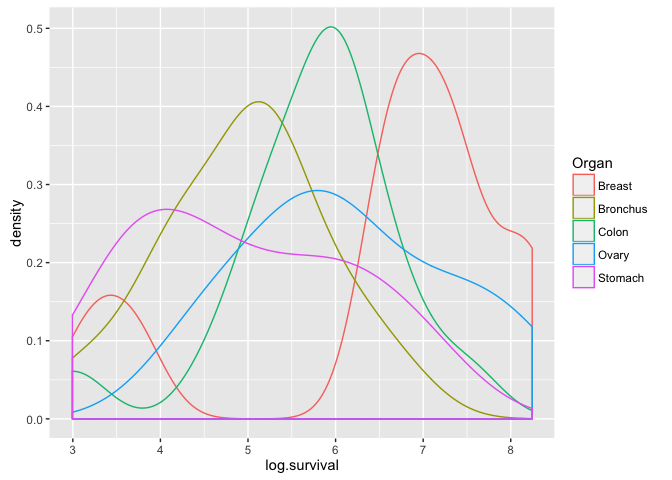 density
0.5
0.4
0.3
0.2
0.1
0.0
3 4 5 6 7 8
log.survival
Organ
Breast
Bronchus
Colon
Ovary
Stomach